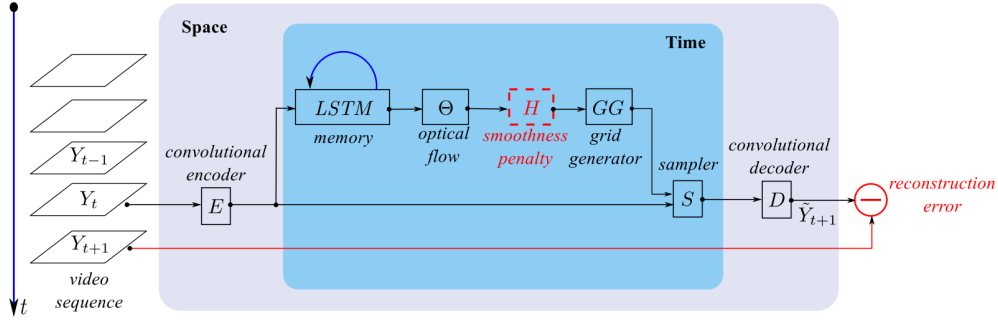 Space
Time
LSTM
memory
Θ
optical
flow
H
smoothness
penalty
GG
grid
generator
Y_{t-1}
Y_t
Y_{t+1}
video
sequence
t
convolutional
encoder
E
sampler
S
convolutional
decoder
D
Ỹ_{t+1}
reconstruction
error